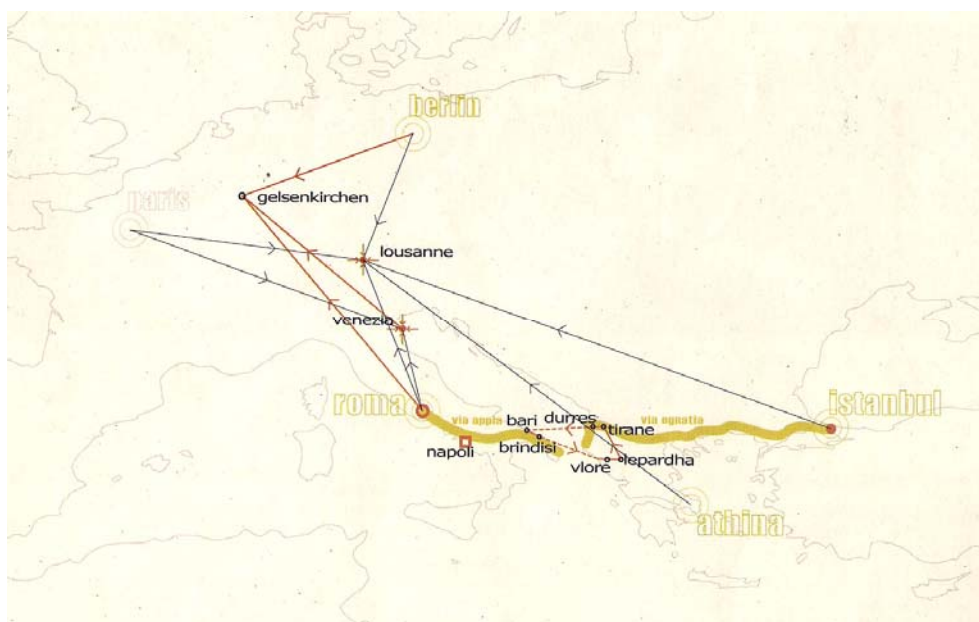 berlin
paris
gelsenkirchen
lousanne
venezia
roma
via appia
bari
durres
tirane
via egnatia
istanbul
napoli
brindisi
vlore
lepardha
athina